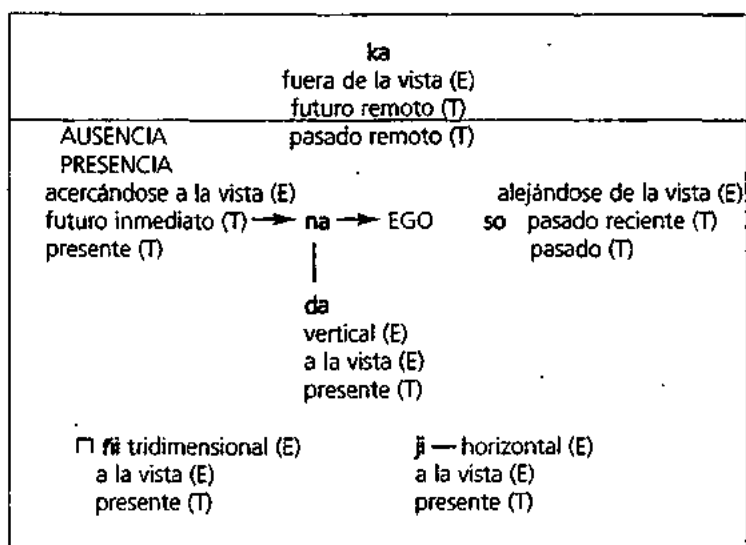 ka
fuera de la vista (E)
futuro remoto (T)
AUSENCIA pasado remoto (T)
PRESENCIA
acercándose a la vista (E) alejándose de la vista (E)
futuro inmediato (T) → na → EGO so pasado reciente (T)
presente (T) pasado (T)
da
vertical (E)
a la vista (E)
presente (T)
ñi tridimensional (E) ji — horizontal (E)
a la vista (E) a la vista (E)
presente (T) presente (T)